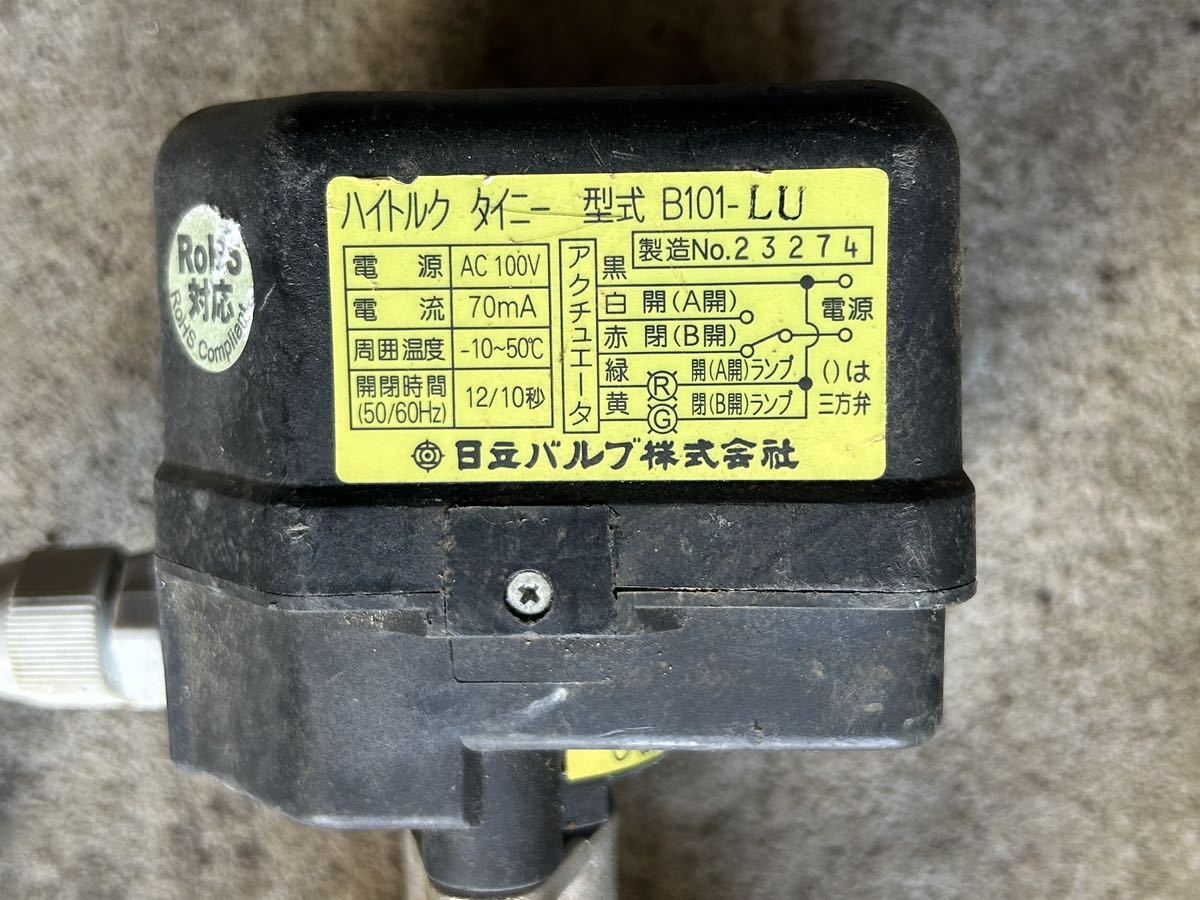 ハイトルク タイニー 型式 B101-LU
製造No.23274
電源 AC 100V
電流 70mA
周囲温度 -10~50℃
開閉時間 (50/60Hz) 12/10秒
アクチュエータ
黒
白 開(A開)
赤 閉(B開)
緑 開(A開)ランプ
黄 閉(B開)ランプ
R
G
電源
()は
三方弁
日立バルブ株式会社
RoHS
対応
RoHS Compliant